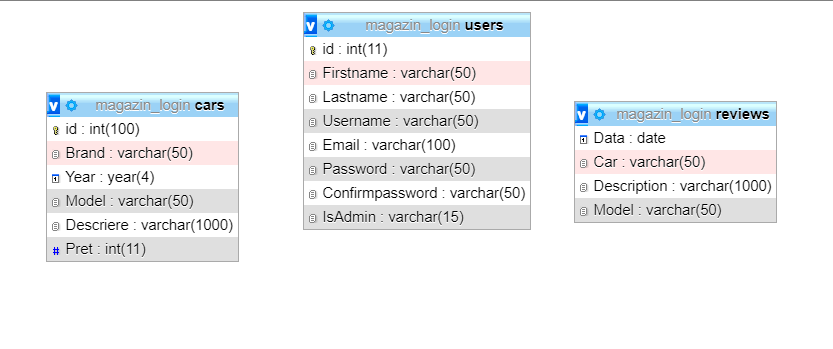 magazin_login cars
id : int(100)
Brand : varchar(50)
Year : year(4)
Model : varchar(50)
Descriere : varchar(1000)
Pret : int(11)
magazin_login users
id : int(11)
Firstname : varchar(50)
Lastname : varchar(50)
Username : varchar(50)
Email : varchar(100)
Password : varchar(50)
Confirmpassword : varchar(50)
IsAdmin : varchar(15)
magazin_login reviews
Data : date
Car : varchar(50)
Description : varchar(1000)
Model : varchar(50)